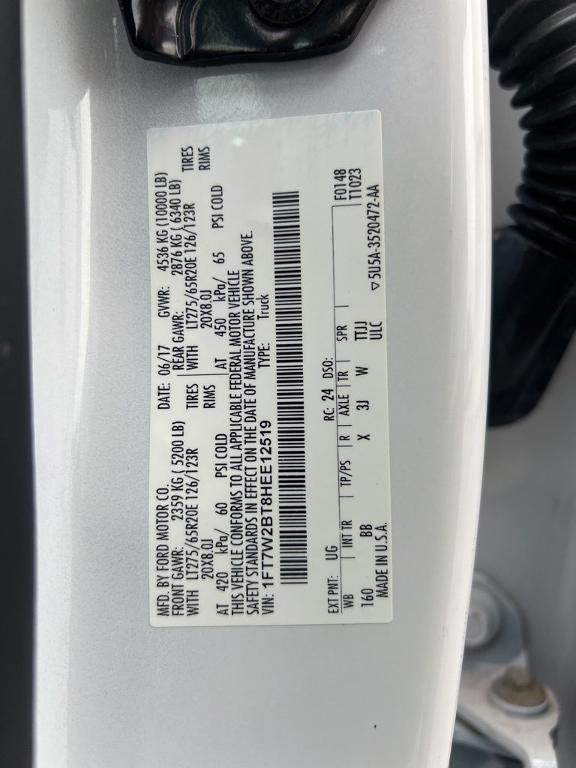 MFD. BY FORD MOTOR CO.
DATE: 06/17 GVWR: 4536 KG (10000 LB)
FRONT GAWR: 2359 KG ( 5200 LB) REAR GAWR: 2876 KG ( 6340 LB)
WITH LT275/65R20E 126/123R TIRES WITH LT275/65R20E 126/123R TIRES
20X8.0J RIMS 20X8.0J RIMS
AT 420 kPa/ 60 PSI COLD AT 450 kPa/ 65 PSI COLD
THIS VEHICLE CONFORMS TO ALL APPLICABLE FEDERAL MOTOR VEHICLE
SAFETY STANDARDS IN EFFECT ON THE DATE OF MANUFACTURE SHOWN ABOVE.
VIN: 1FT7W2BT8HEE12519 TYPE: Truck
F0148
EXT PNT: UG RC: 24 DSO: T1023
WB INT TR TP/PS R AXLE TR SPR
160 BB X 3J W TTJJ
ULC
MADE IN U.S.A. ▽5U5A-3520472-AA